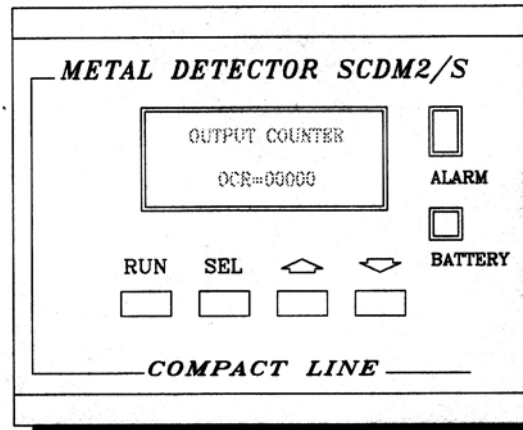 METAL DETECTOR SCDM2/S
OUTPUT COUNTER
OCR=00000
ALARM
BATTERY
RUN SEL
COMPACT LINE